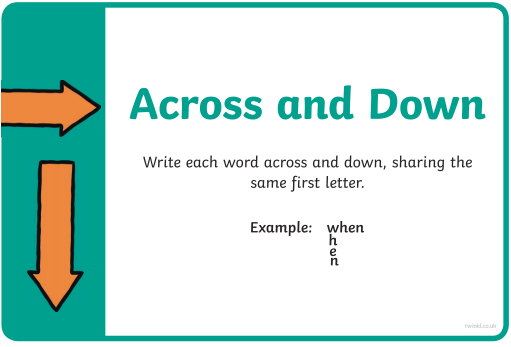 Across and Down
Write each word across and down, sharing the
same first letter.
Example: when
h
e
n
twinkl.co.uk